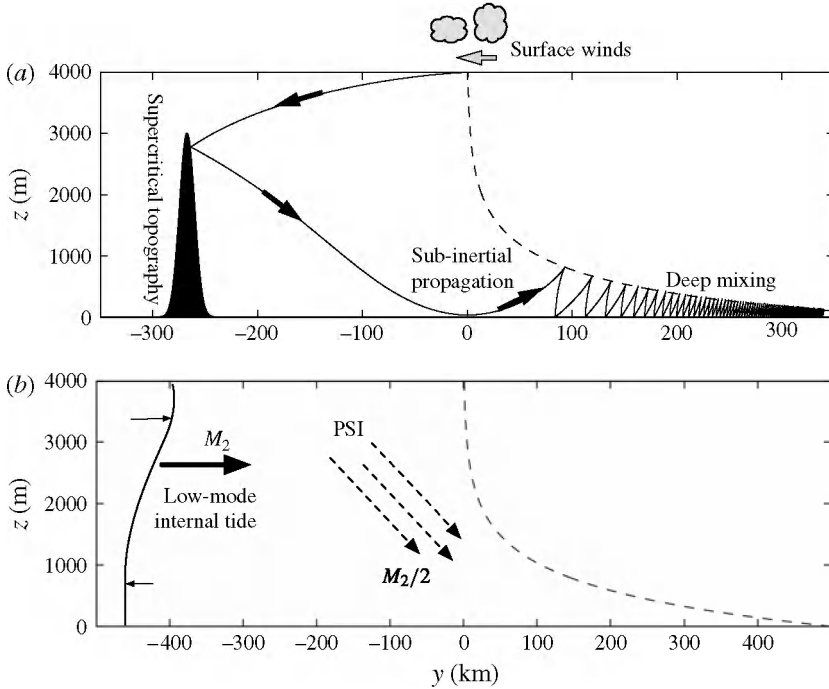 Surface winds
(a)
4000
3000
2000
1000
0
z (m)
Supercritical topography
Sub-inertial
propagation
Deep mixing
−300 −200 −100 0 100 200 300
(b)
4000
3000
2000
1000
0
z (m)
M2
Low-mode
internal tide
PSI
M2/2
−400 −300 −200 −100 0 100 200 300 400
y (km)